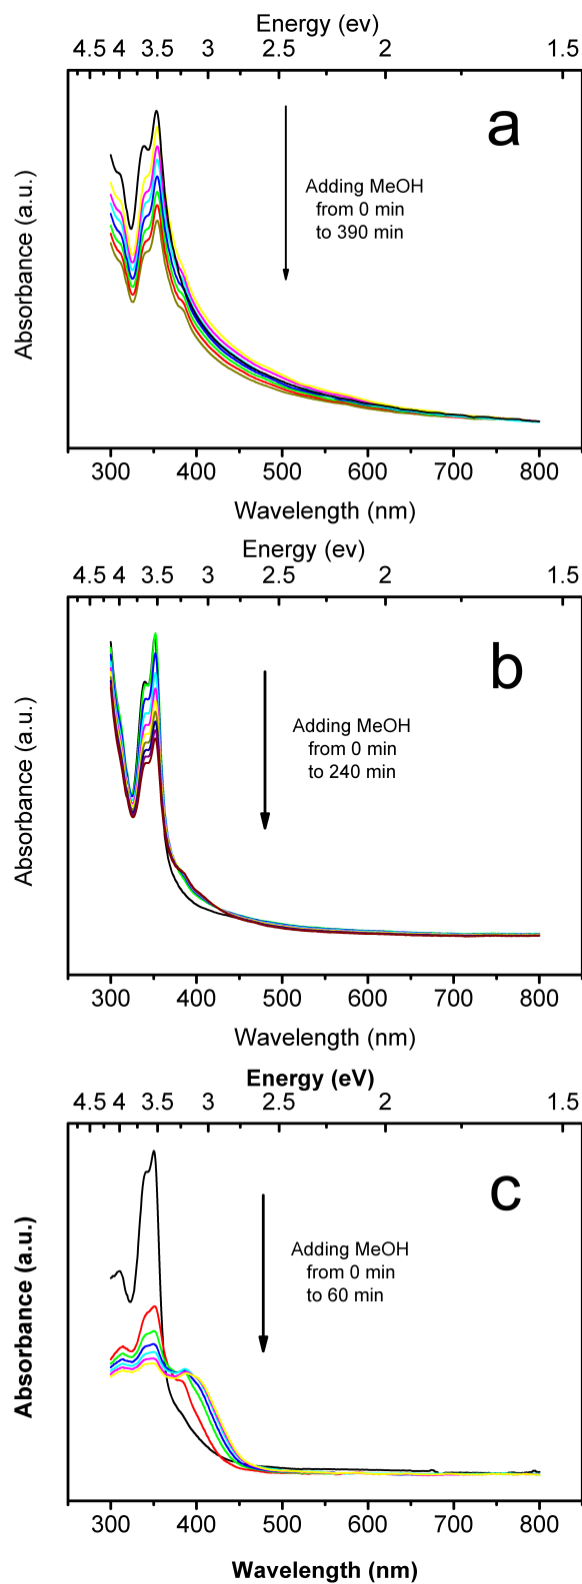 Energy (ev)
4.5 4 3.5 3 2.5 2 1.5
a
Adding MeOH
from 0 min
to 390 min
Absorbance (a.u.)
300 400 500 600 700 800
Wavelength (nm)
Energy (ev)
4.5 4 3.5 3 2.5 2 1.5
b
Adding MeOH
from 0 min
to 240 min
Absorbance (a.u.)
300 400 500 600 700 800
Wavelength (nm)
Energy (eV)
4.5 4 3.5 3 2.5 2 1.5
c
Adding MeOH
from 0 min
to 60 min
Absorbance (a.u.)
300 400 500 600 700 800
Wavelength (nm)